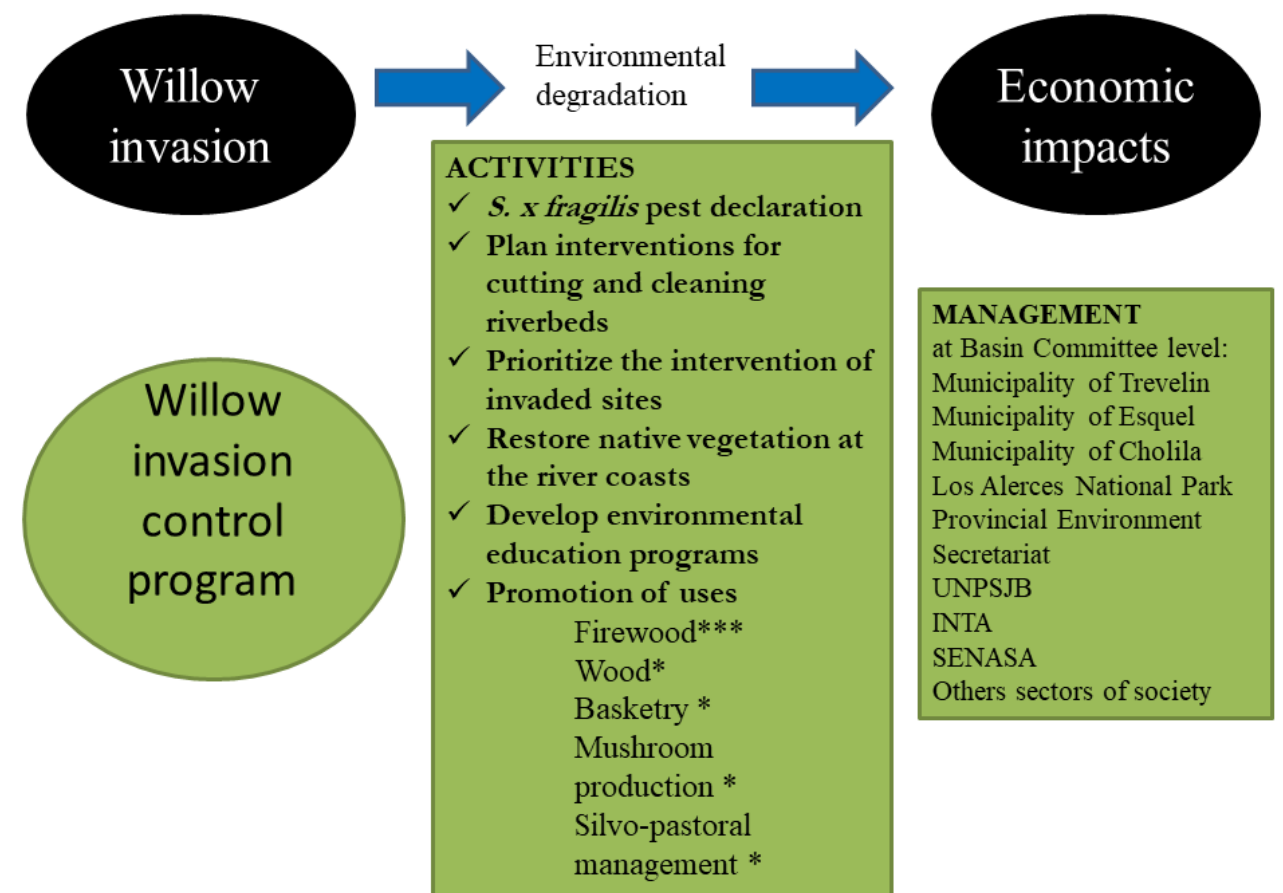 Willow
invasion
Environmental
degradation
Economic
impacts
ACTIVITIES
✓ S. x fragilis pest declaration
✓ Plan interventions for
cutting and cleaning
riverbeds
✓ Prioritize the intervention of
invaded sites
✓ Restore native vegetation at
the river coasts
✓ Develop environmental
education programs
✓ Promotion of uses
Firewood***
Wood*
Basketry *
Mushroom
production *
Silvo-pastoral
management *
Willow
invasion
control
program
MANAGEMENT
at Basin Committee level:
Municipality of Trevelin
Municipality of Esquel
Municipality of Cholila
Los Alerces National Park
Provincial Environment
Secretariat
UNPSJB
INTA
SENASA
Others sectors of society